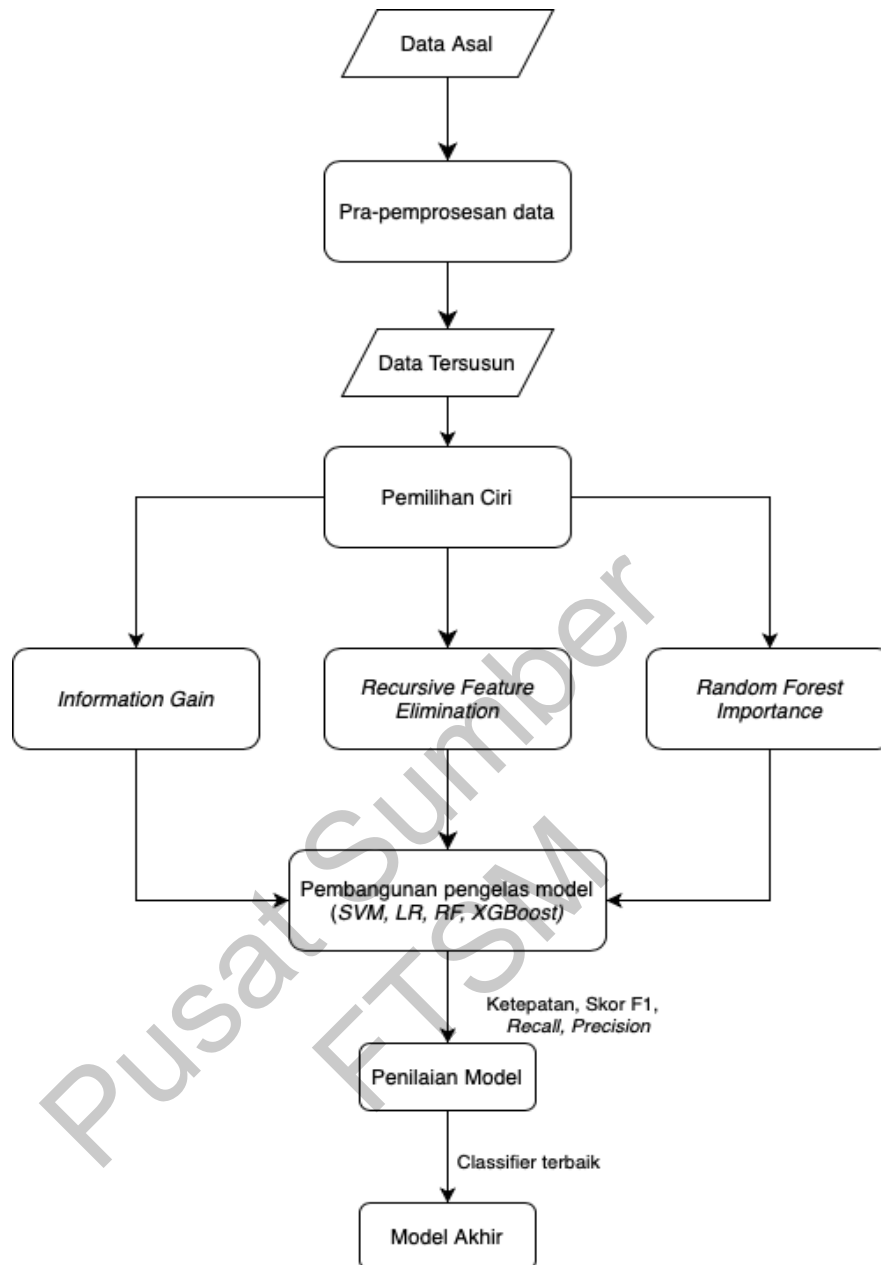 Data Asal
Pra-pemprosesan data
Data Tersusun
Pemilihan Ciri
Information Gain
Recursive Feature
Elimination
Random Forest
Importance
Pembangunan pengelas model
(SVM, LR, RF, XGBoost)
Ketepatan, Skor F1,
Recall, Precision
Penilaian Model
Classifier terbaik
Model Akhir
Pusat Sumber
FTSM